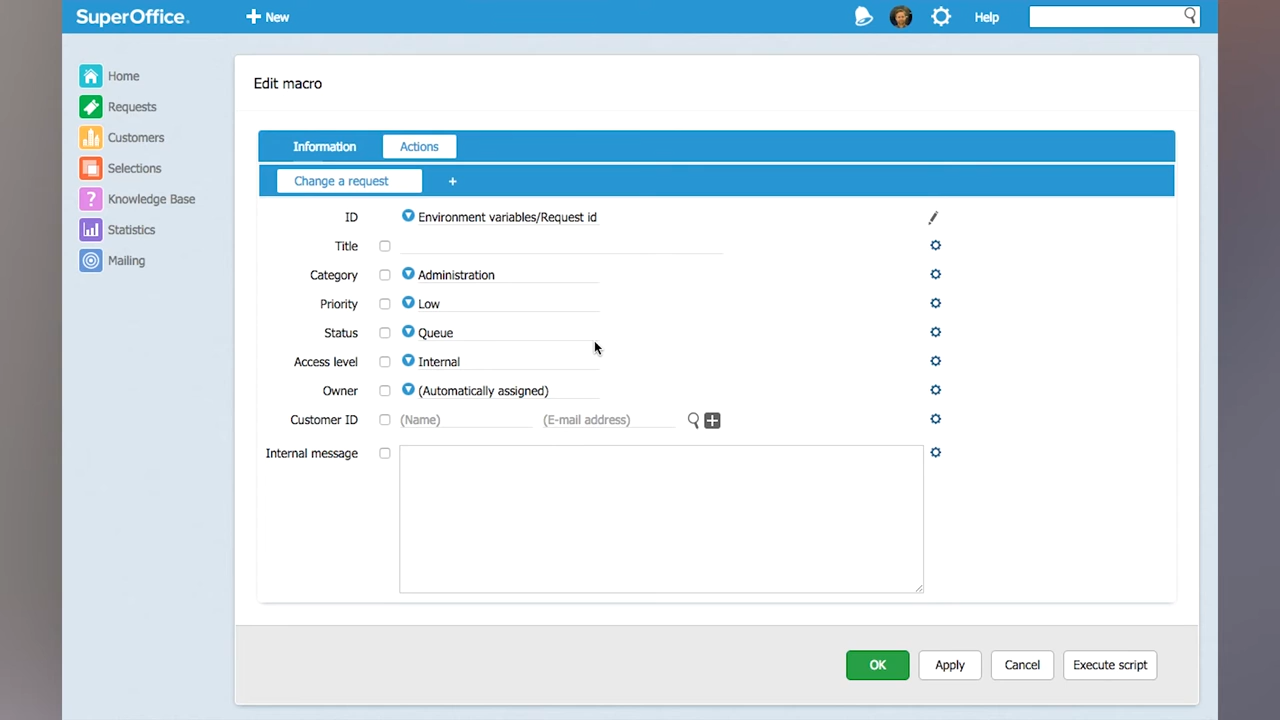 SuperOffice.
+ New
Help
Home
Requests
Customers
Selections
? Knowledge Base
Statistics
Mailing
Edit macro
Information
Actions
Change a request
+
ID
Environment variables/Request id
Title
Category
Administration
Priority
Low
Status
Queue
Access level
Internal
Owner
(Automatically assigned)
Customer ID
(Name)
(E-mail address)
Internal message
OK
Apply
Cancel
Execute script